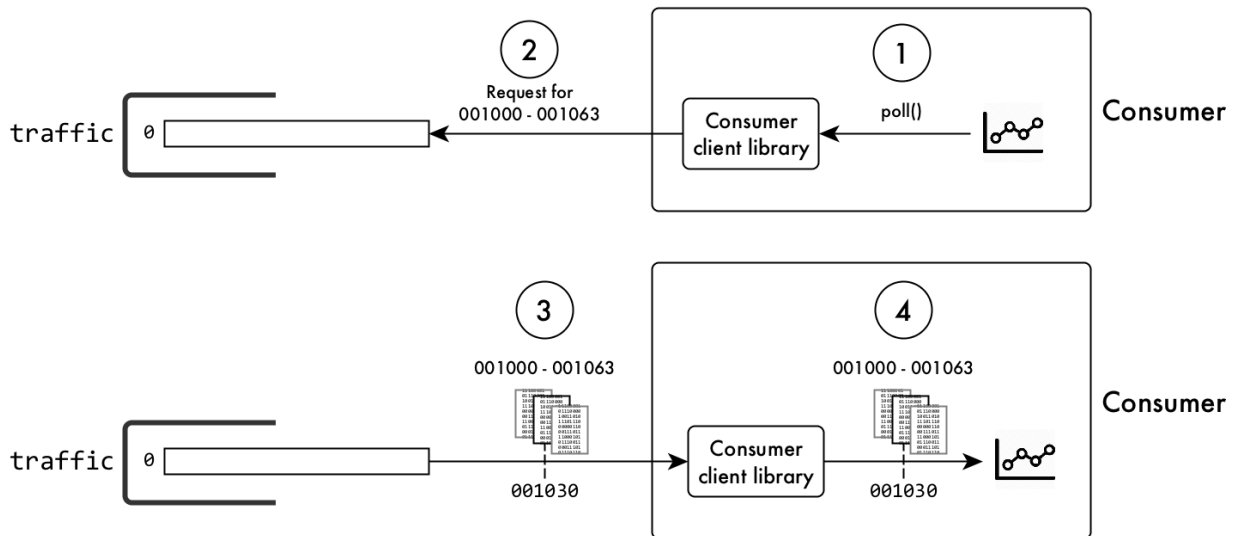 2
1
Request for
001000 - 001063
poll()
traffic
0
Consumer
client library
Consumer
3
4
001000 - 001063
001000 - 001063
Consumer
traffic
0
Consumer
client library
001030
001030